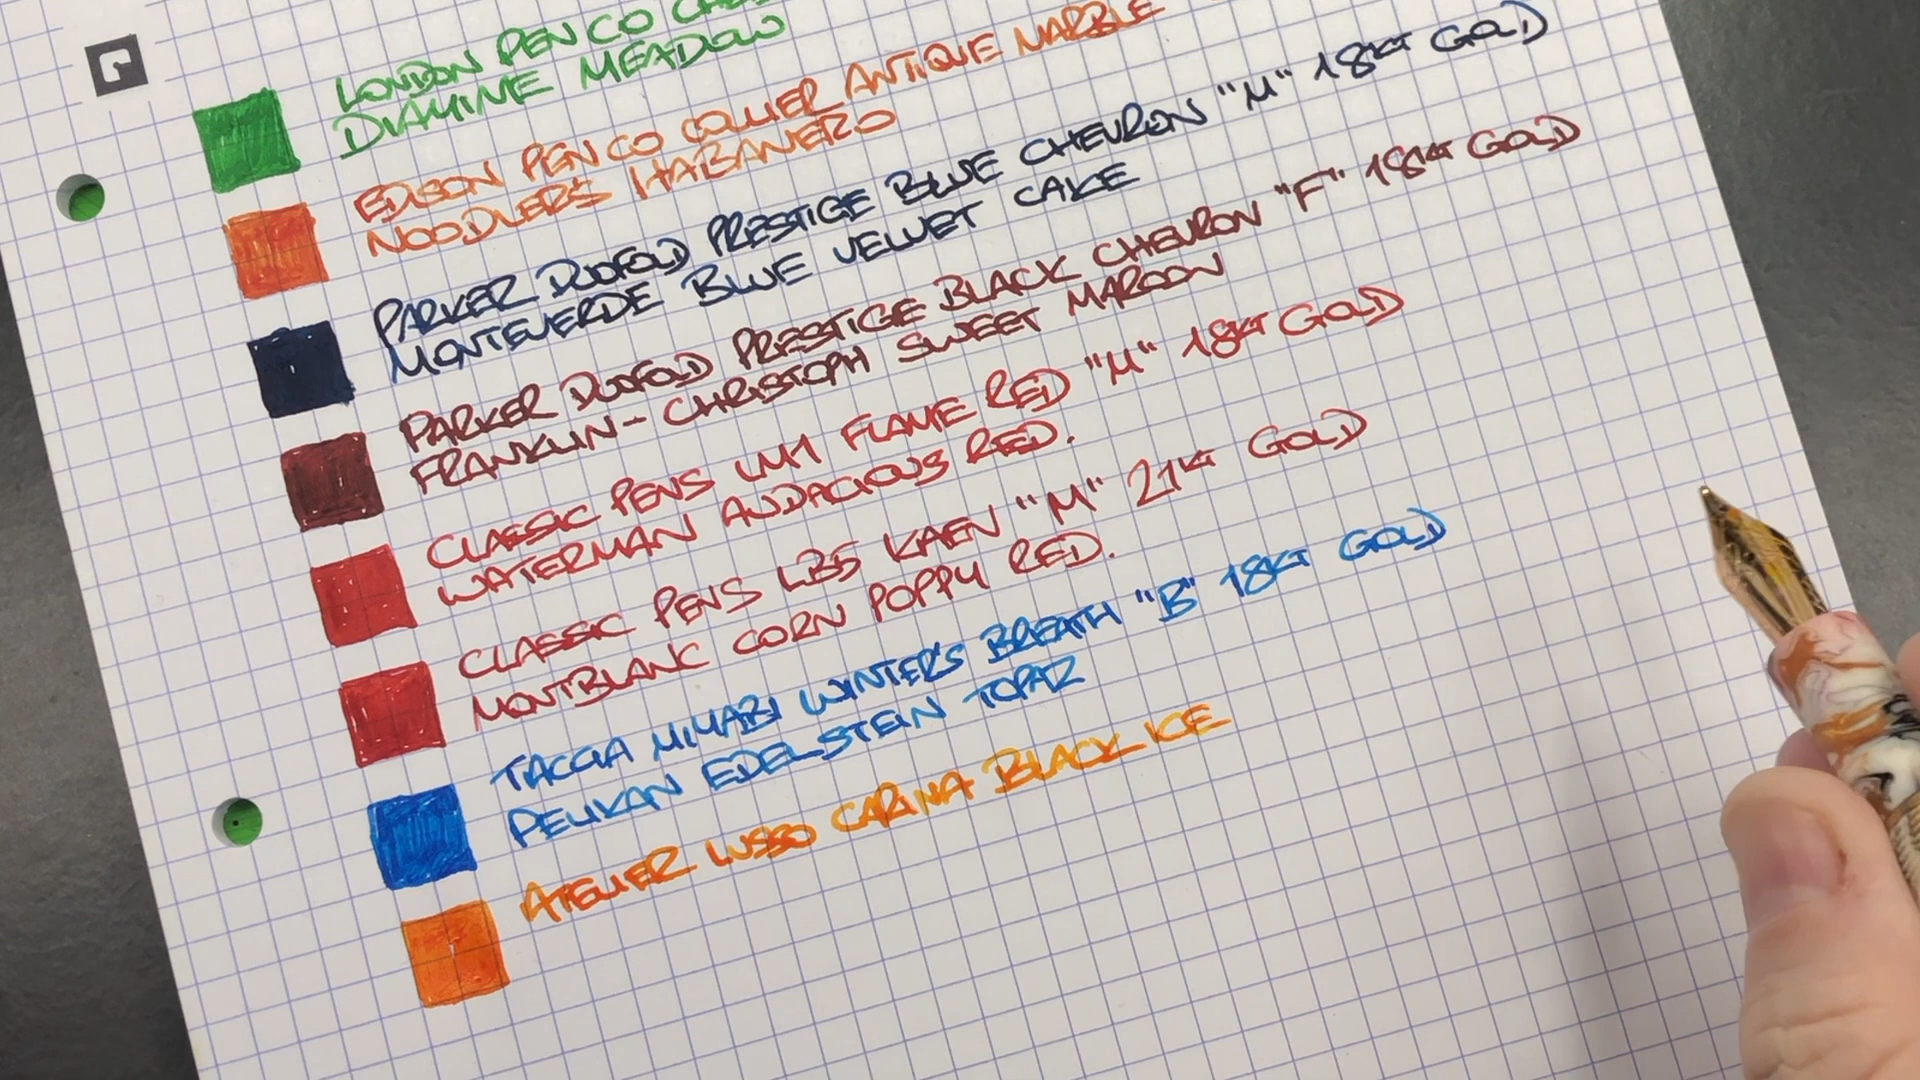 LONDON PEN CO
DIAMINE MEADOW
EDISON PEN CO COLLIER ANTIQUE MARBLE
NOODLER'S HABANERO
PARKER DUOFOLD PRESTIGE BLUE CHEVRON "M" 18KT GOLD
MONTEVERDE BLUE VELVET CAKE
PARKER DUOFOLD PRESTIGE BLACK CHEVRON "F" 18KT GOLD
FRANKLIN-CHRISTOPH SWEET MAROON
CLASSIC PENS LM1 FLAME RED "M" 18KT GOLD
WATERMAN AUDACIOUS RED.
CLASSIC PENS LB5 KAEN "M" 21KT GOLD
MONTBLANC CORN POPPY RED.
TACCIA MIYABI WINTER'S BREATH "B" 18KT GOLD
PELIKAN EDELSTEIN TOPAZ
ATELIER LUSSO CARINA BLACK ICE